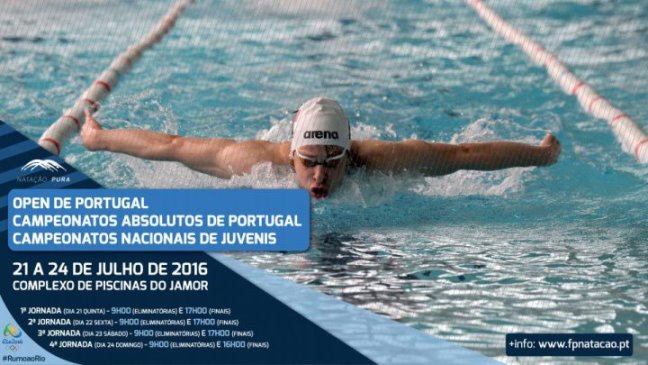 arena
NATAÇÃO PURA
OPEN DE PORTUGAL
CAMPEONATOS ABSOLUTOS DE PORTUGAL
CAMPEONATOS NACIONAIS DE JUVENIS
21 A 24 DE JULHO DE 2016
COMPLEXO DE PISCINAS DO JAMOR
1ª JORNADA (DIA 21 QUINTA) - 9H00 (ELIMINATÓRIAS) E 17H00 (FINAIS)
2ª JORNADA (DIA 22 SEXTA) - 9H00 (ELIMINATÓRIAS) E 17H00 (FINAIS)
3ª JORNADA (DIA 23 SÁBADO) - 9H00 (ELIMINATÓRIAS) E 17H00 (FINAIS)
4ª JORNADA (DIA 24 DOMINGO) - 9H00 (ELIMINATÓRIAS) E 16H00 (FINAIS)
Rio2016
#RumoaoRio
+info: www.fpnatacao.pt